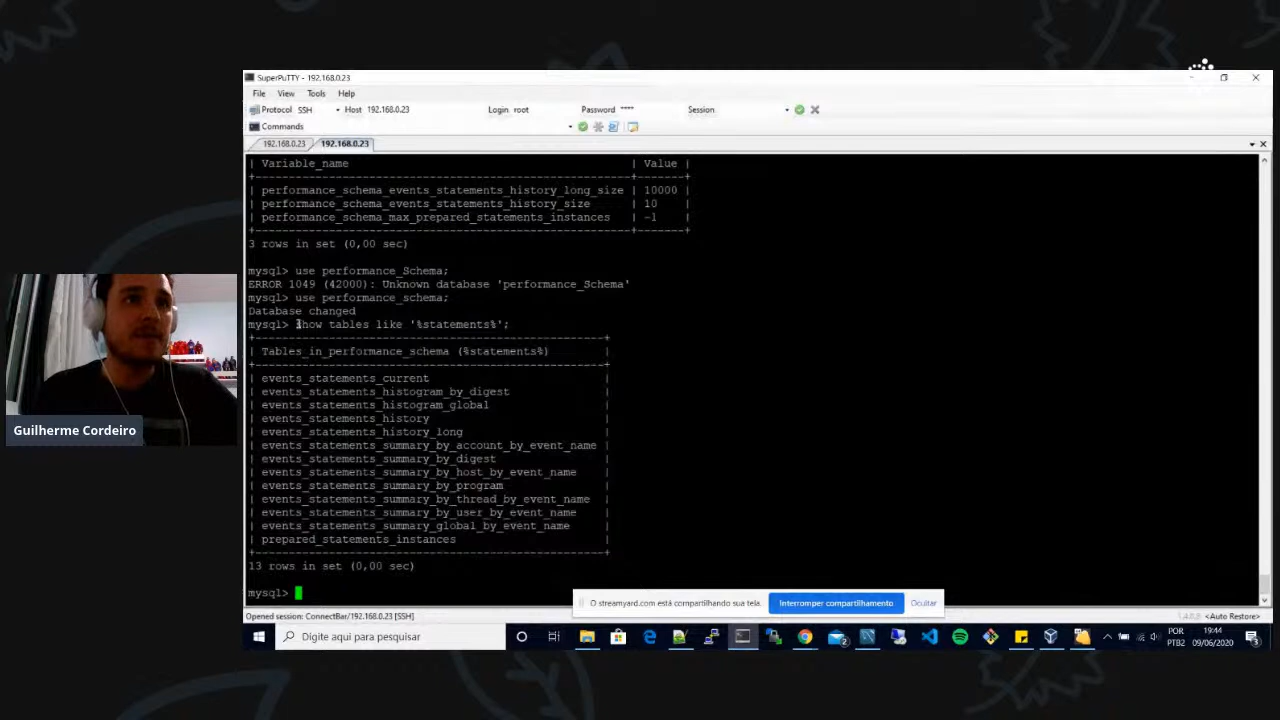 SuperPuTTY - 192.168.0.23
File View Tools Help
Protocol SSH Host 192.168.0.23 Login root Password **** Session
Commands
192.168.0.23 192.168.0.23
| Variable_name | Value |
| performance_schema_events_statements_history_long_size | 10000 |
| performance_schema_events_statements_history_size | 10 |
| performance_schema_max_prepared_statements_instances | -1 |
3 rows in set (0,00 sec)
mysql> use performance_Schema;
ERROR 1049 (42000): Unknown database 'performance_Schema'
mysql> use performance_schema;
Database changed
mysql> show tables like '%statements%';
| Tables_in_performance_schema (%statements%) |
| events_statements_current |
| events_statements_histogram_by_digest |
| events_statements_histogram_global |
| events_statements_history |
| events_statements_history_long |
| events_statements_summary_by_account_by_event_name |
| events_statements_summary_by_digest |
| events_statements_summary_by_host_by_event_name |
| events_statements_summary_by_program |
| events_statements_summary_by_thread_by_event_name |
| events_statements_summary_by_user_by_event_name |
| events_statements_summary_global_by_event_name |
| prepared_statements_instances |
13 rows in set (0,00 sec)
mysql>
Guilherme Cordeiro
O streamyard.com está compartilhando sua tela. Interromper compartilhamento Ocultar
Opened session: ConnectBar/192.168.0.23 [SSH] 1.4.0.8 <Auto Restore>
Digite aqui para pesquisar
POR 19:44
PTB2 09/06/2020